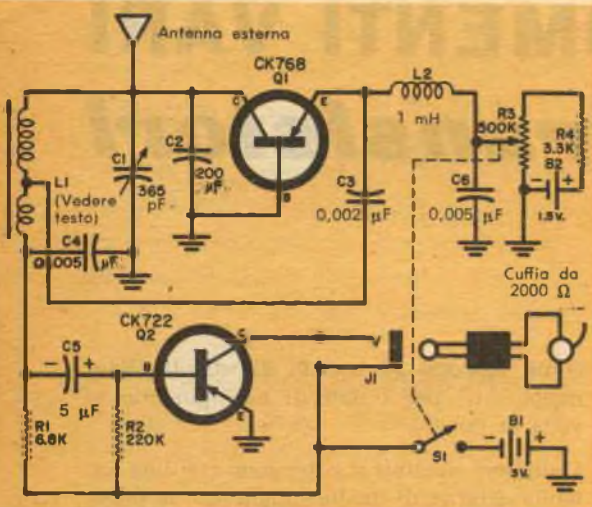 Antenna esterna
CK768
Q1
C
E
B
L2
1 mH
R3
500K
R4
3.3K
B2
1.5V.
C1
365
pF.
C2
200
µF.
L1
(Vedere
testo)
C3
0,002 µF
C6
0,005 µF
C4
0,005 µF
CK722
Q2
C
B
E
C5
5 µF
R1
6.8K
R2
220K
J1
Cuffia da
2000 Ω
S1
B1
3V.